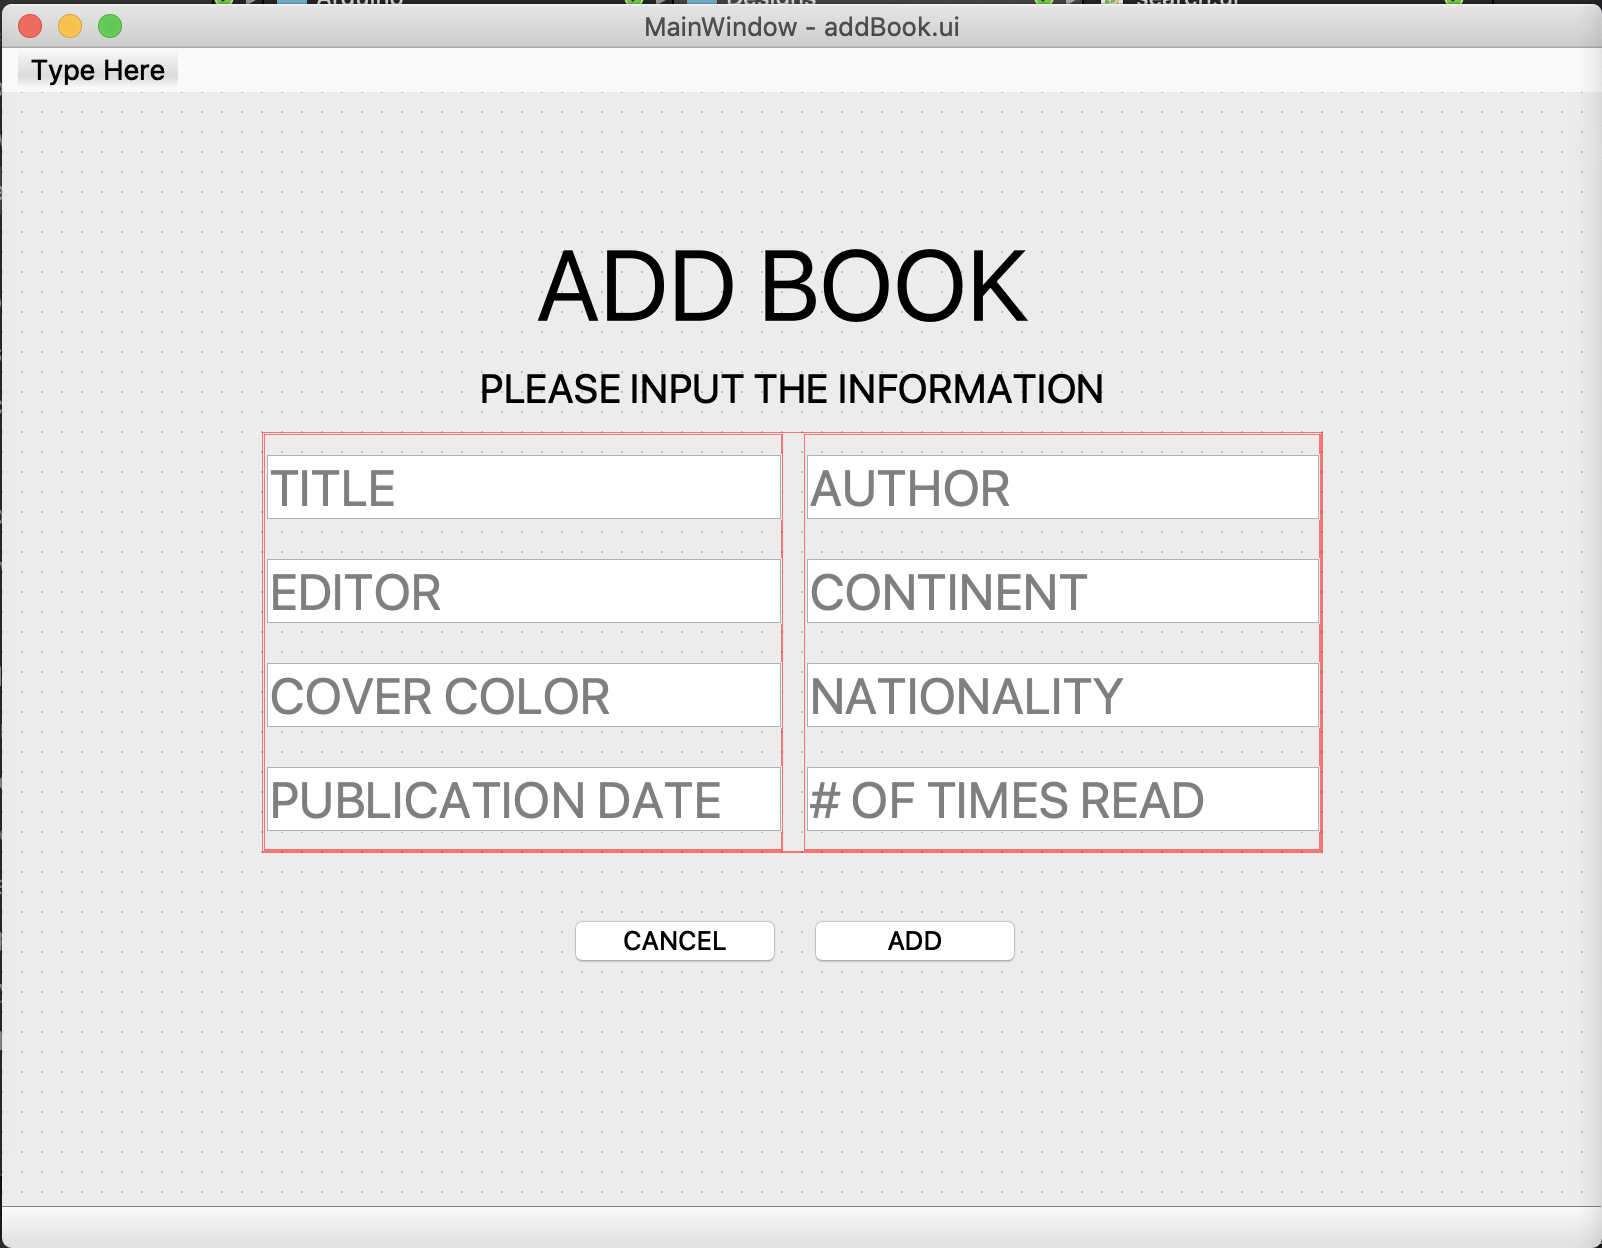 MainWindow - addBook.ui
Type Here
ADD BOOK
PLEASE INPUT THE INFORMATION
TITLE
AUTHOR
EDITOR
CONTINENT
COVER COLOR
NATIONALITY
PUBLICATION DATE
# OF TIMES READ
CANCEL
ADD